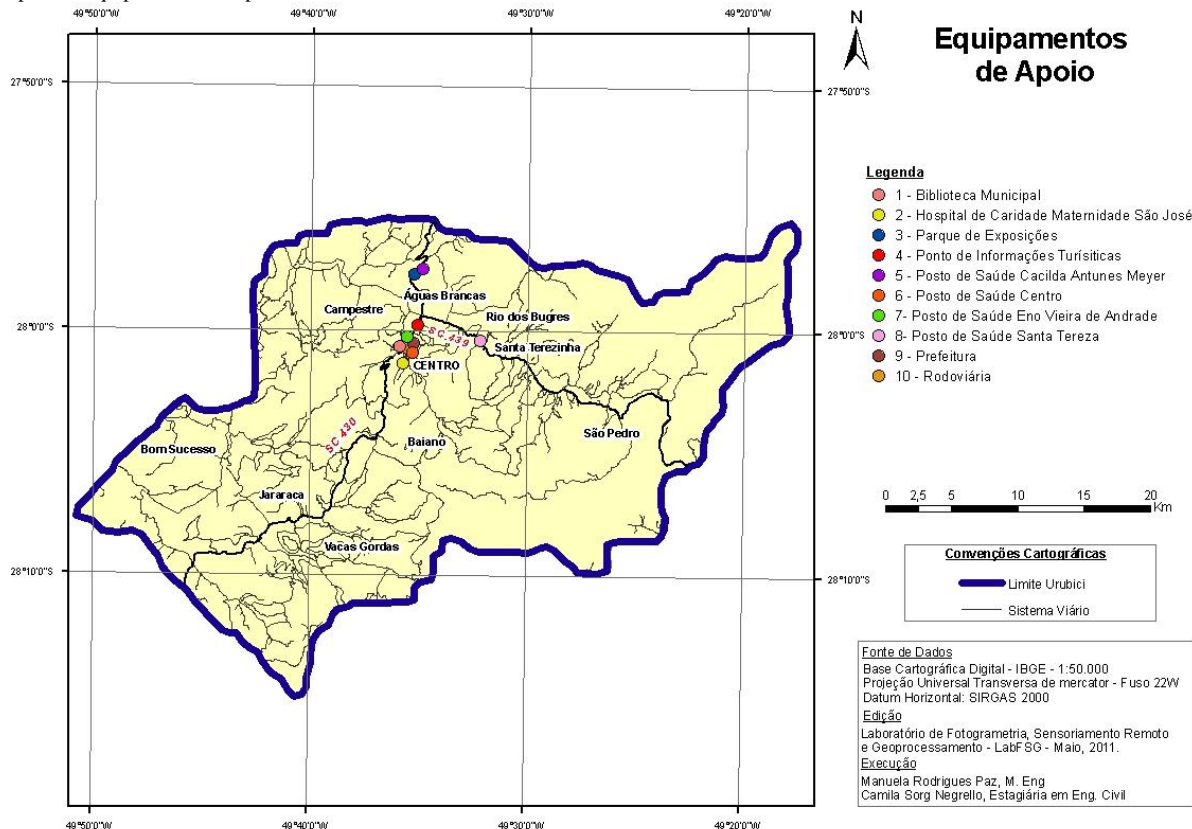 49°50'0"W 49°40'0"W 49°30'0"W 49°20'0"W
N
Equipamentos
de Apoio
27°50'0"S 27°50'0"S
Legenda
1 - Biblioteca Municipal
2 - Hospital de Caridade Maternidade São José
3 - Parque de Exposições
4 - Ponto de Informações Turísiticas
5 - Posto de Saúde Cacilda Antunes Meyer
6 - Posto de Saúde Centro
7 - Posto de Saúde Eno Vieira de Andrade
8- Posto de Saúde Santa Tereza
9 - Prefeitura
10 - Rodoviária
Águas Brancas
Campestre
Rio dos Bugres
28°0'0"S 28°0'0"S
SC 439
Santa Terezinha
CENTRO
São Pedro
SC 430
Baiano
Bom Sucesso
Jararaca
Vacas Gordas
0 2,5 5 10 15 20
Km
28°10'0"S 28°10'0"S
Convenções Cartográficas
Limite Urubici
Sistema Viário
Fonte de Dados
Base Cartográfica Digital - IBGE - 1:50.000
Projeção Universal Transversa de mercator - Fuso 22W
Datum Horizontal: SIRGAS 2000
Edição
Laboratório de Fotogrametria, Sensoriamento Remoto
e Geoprocessamento - LabFSG - Maio, 2011.
Execução
Manuela Rodrigues Paz, M. Eng
Camila Sorg Negrello, Estagiária em Eng. Civil
49°50'0"W 49°40'0"W 49°30'0"W 49°20'0"W